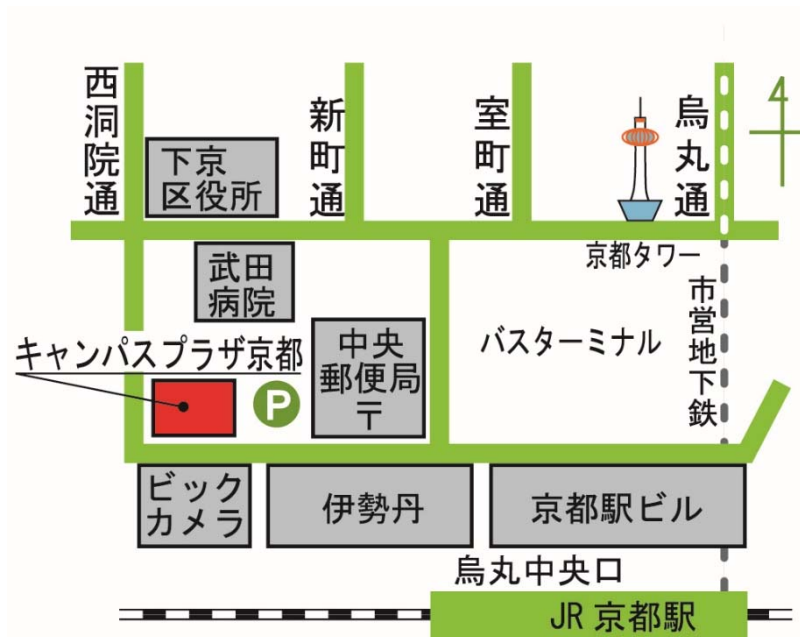 西洞院通
新町通
室町通
烏丸通
下京
区役所
京都タワー
武田
病院
市営地下鉄
キャンパスプラザ京都
中央
郵便局
〒
バスターミナル
P
ビック
カメラ
伊勢丹
京都駅ビル
烏丸中央口
JR 京都駅